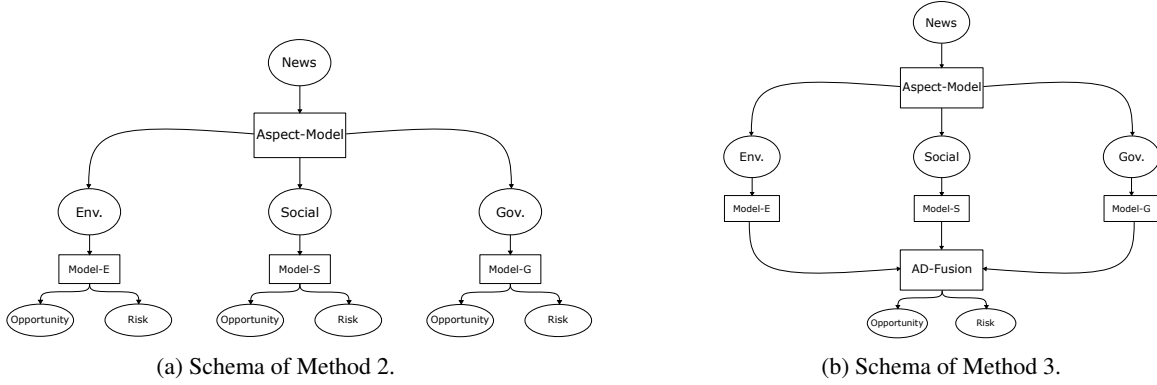 News
Aspect-Model
Env.
Social
Gov.
Model-E
Model-S
Model-G
Opportunity
Risk
Opportunity
Risk
Opportunity
Risk
(a) Schema of Method 2.
News
Aspect-Model
Env.
Social
Gov.
Model-E
Model-S
Model-G
AD-Fusion
Opportunity
Risk
(b) Schema of Method 3.